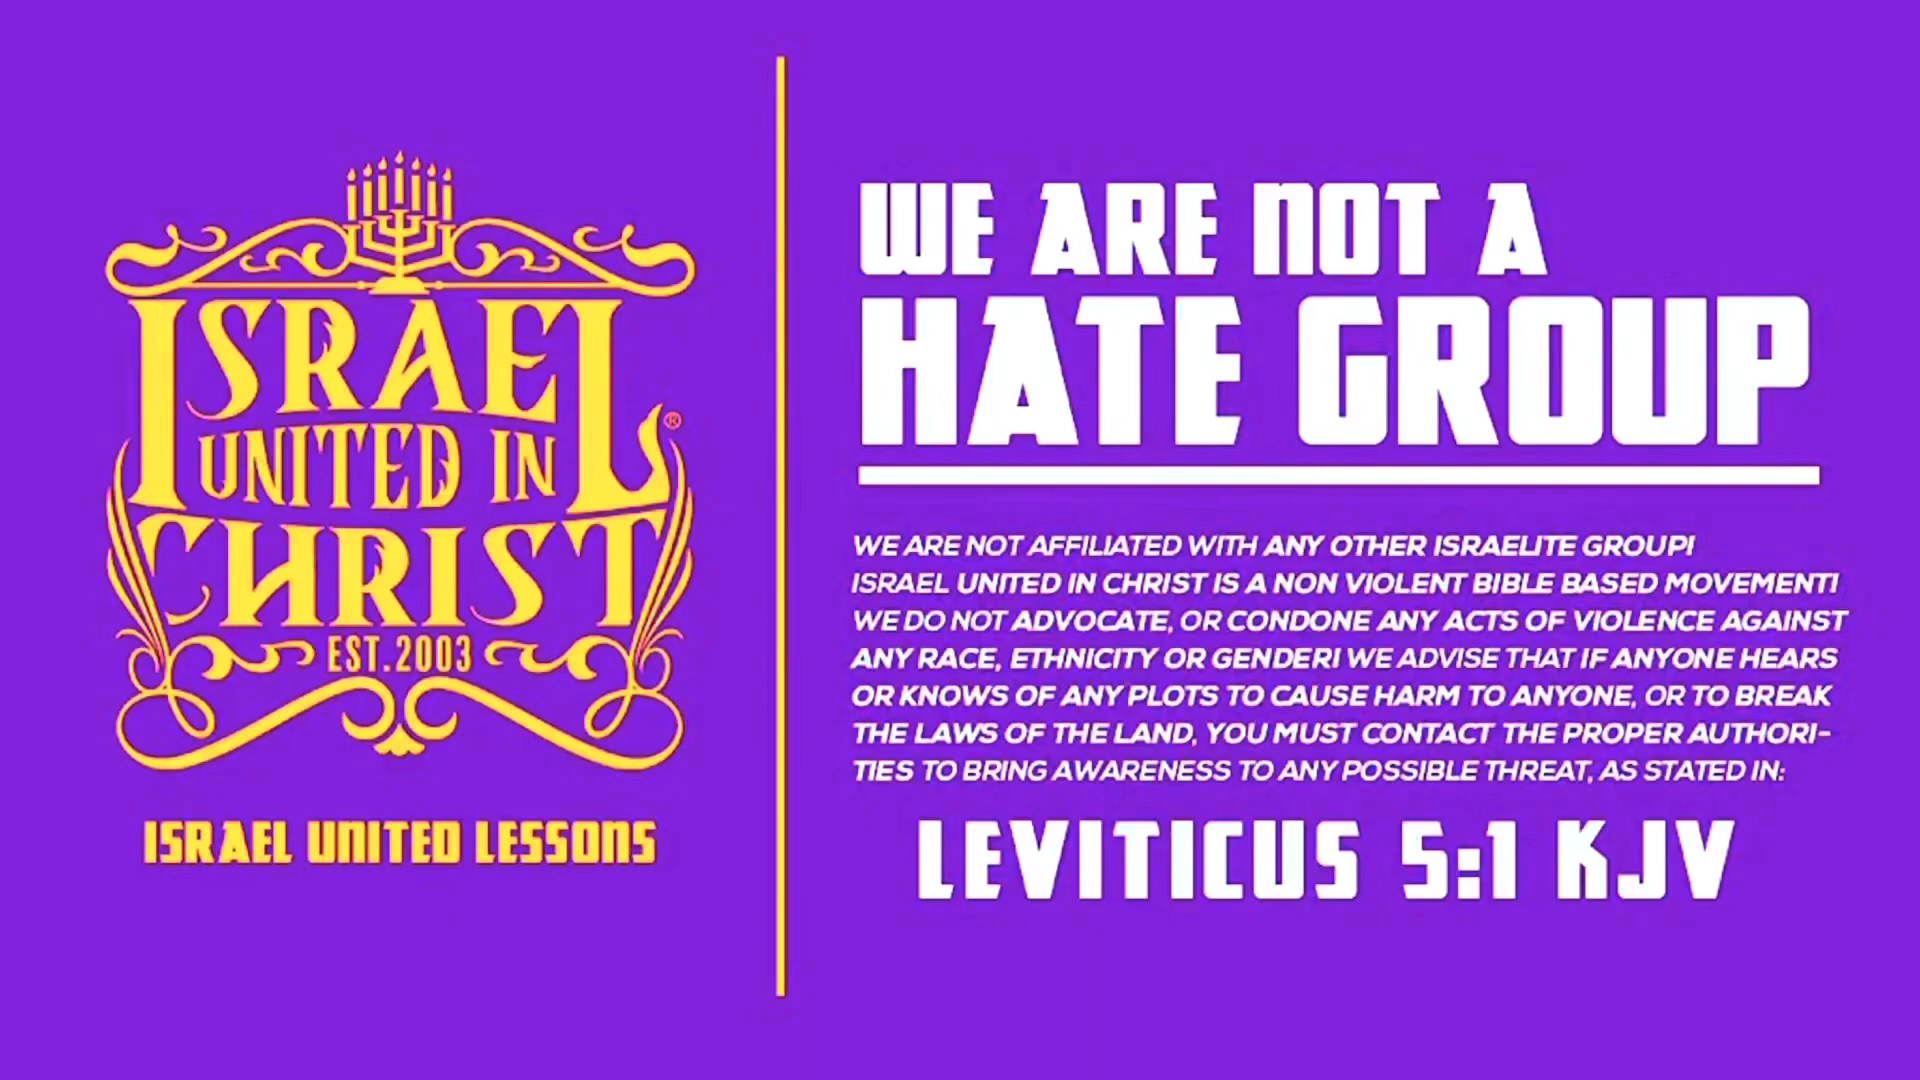 ISRAEL
UNITED IN
CHRIST
®
EST.2003
ISRAEL UNITED LESSONS
WE ARE NOT A
HATE GROUP
WE ARE NOT AFFILIATED WITH ANY OTHER ISRAELITE GROUP!
ISRAEL UNITED IN CHRIST IS A NON VIOLENT BIBLE BASED MOVEMENT!
WE DO NOT ADVOCATE, OR CONDONE ANY ACTS OF VIOLENCE AGAINST
ANY RACE, ETHNICITY OR GENDER! WE ADVISE THAT IF ANYONE HEARS
OR KNOWS OF ANY PLOTS TO CAUSE HARM TO ANYONE, OR TO BREAK
THE LAWS OF THE LAND, YOU MUST CONTACT THE PROPER AUTHORI-
TIES TO BRING AWARENESS TO ANY POSSIBLE THREAT, AS STATED IN:
LEVITICUS 5:1 KJV